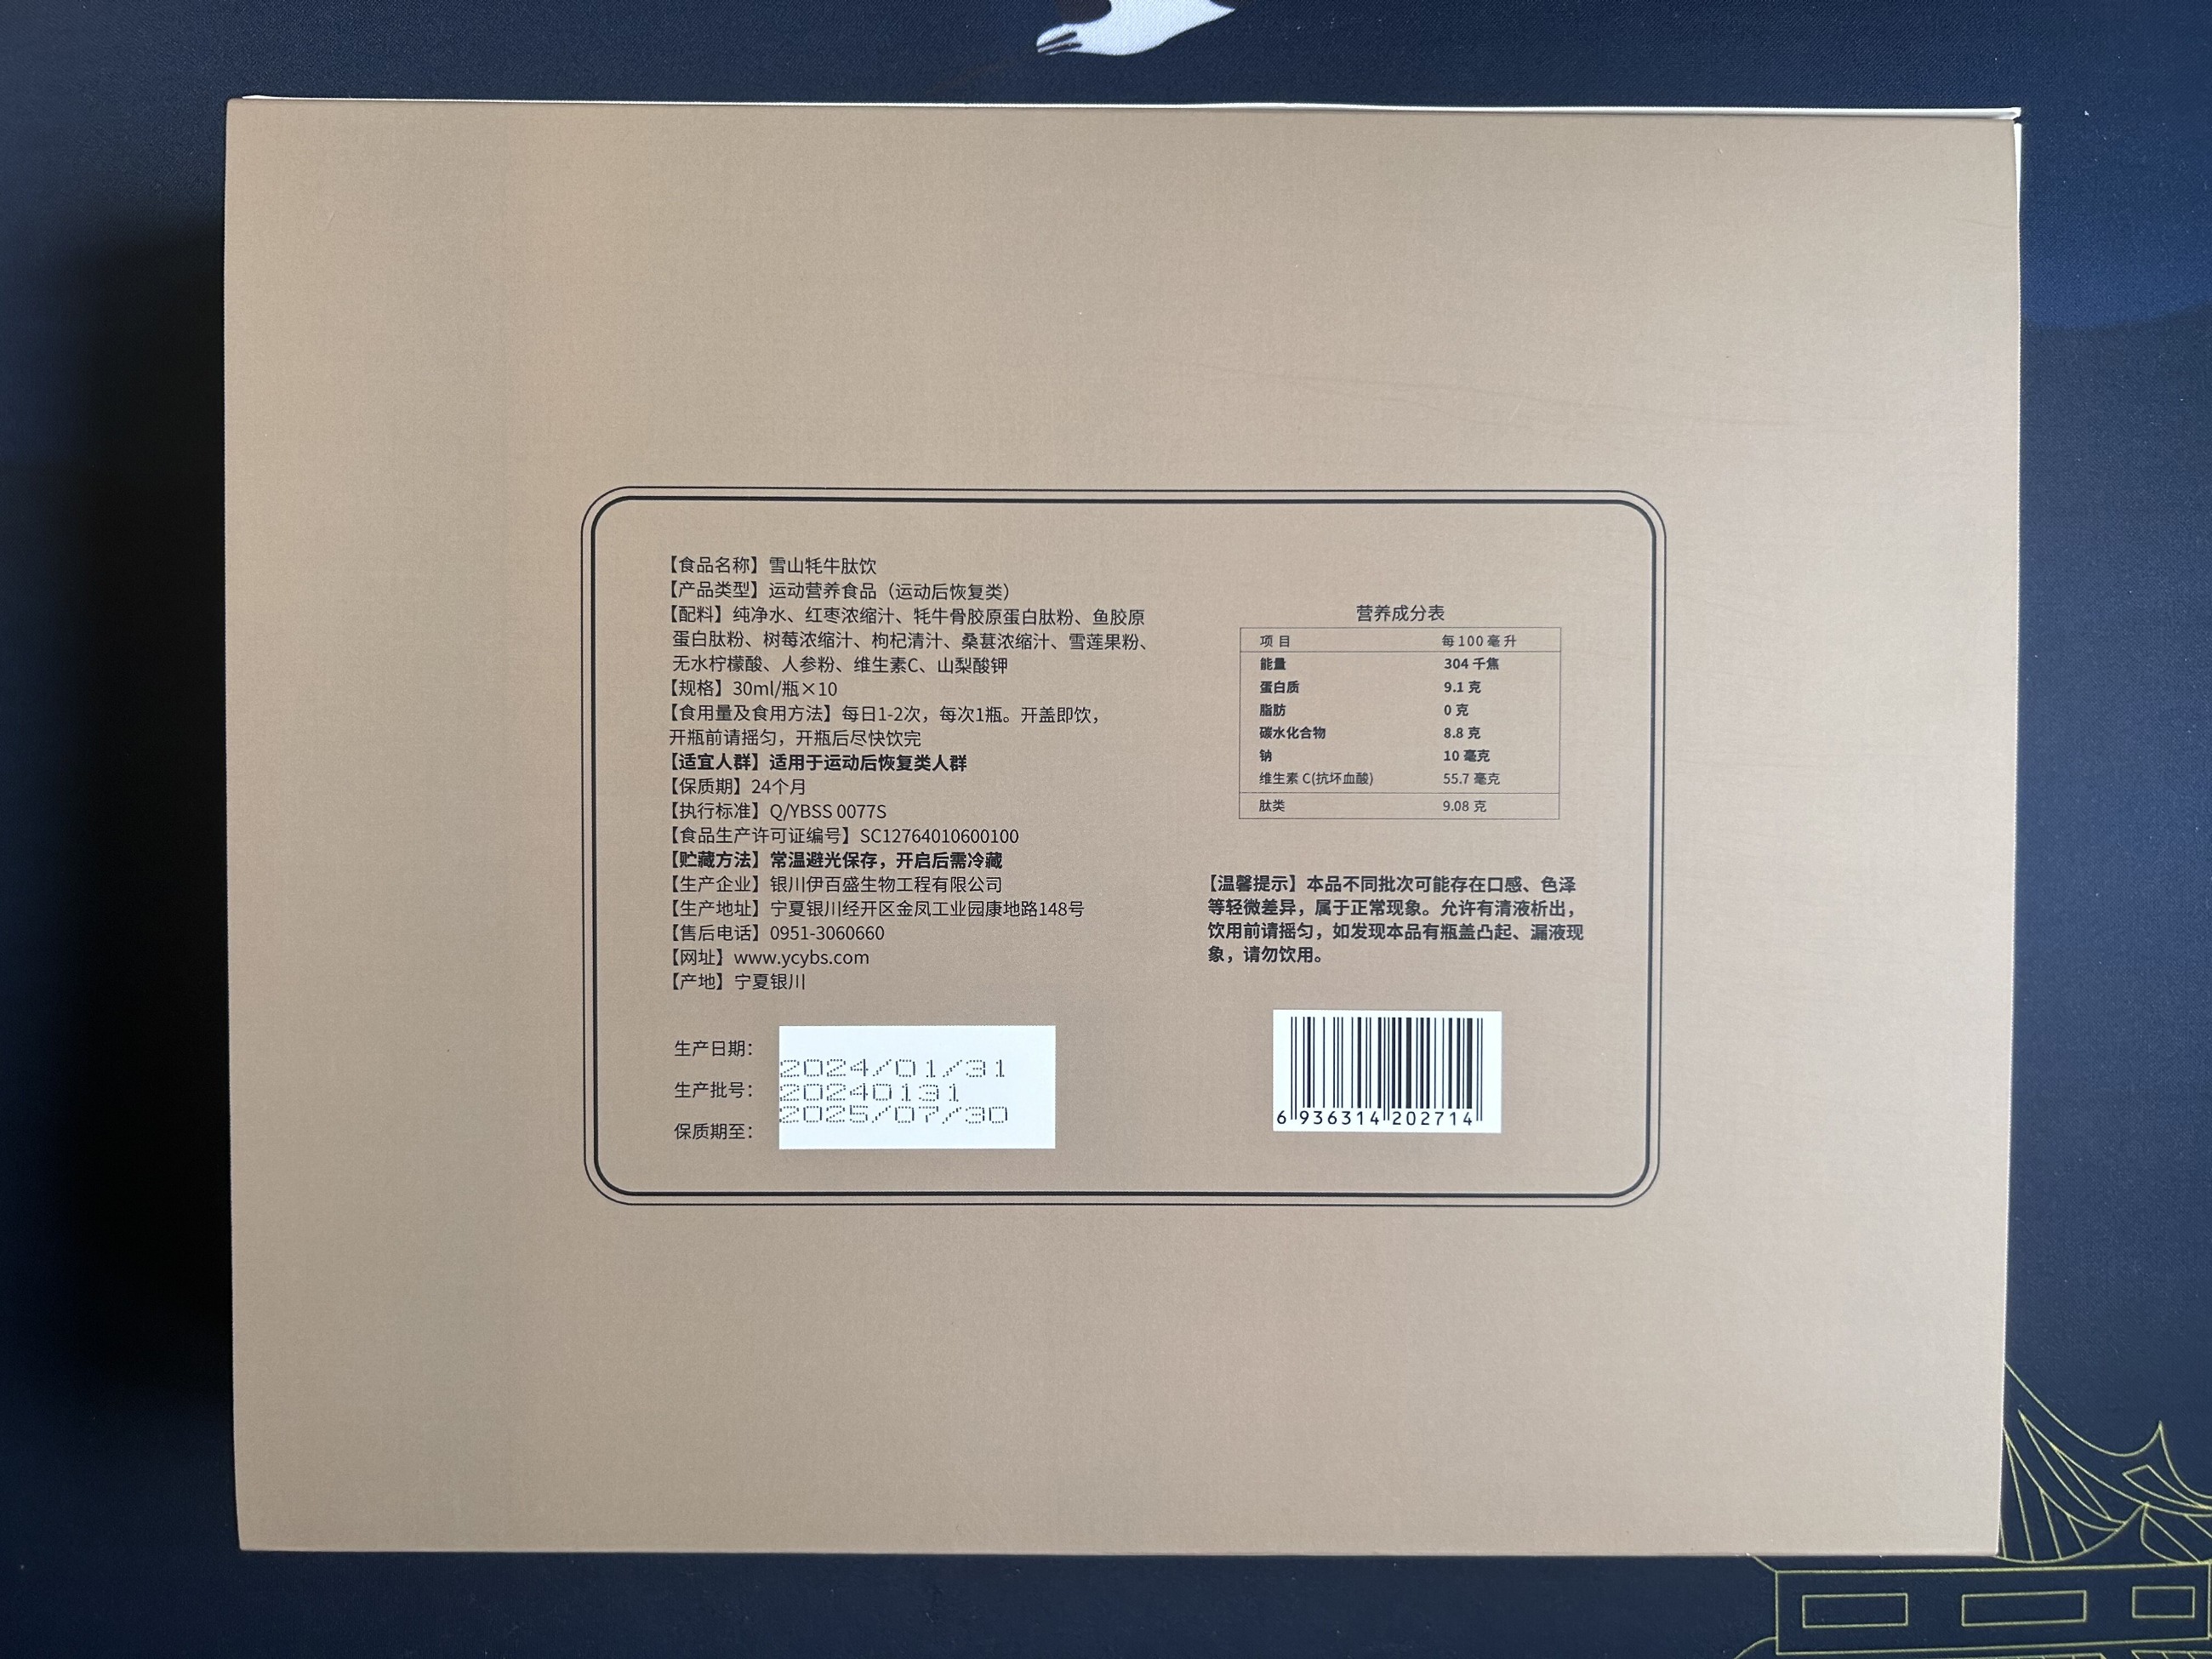 【食品名称】雪山牦牛肽饮
【产品类型】运动营养食品（运动后恢复类）
【配料】纯净水、红枣浓缩汁、牦牛骨胶原蛋白肽粉、鱼胶原
蛋白肽粉、树莓浓缩汁、枸杞清汁、桑葚浓缩汁、雪莲果粉、
无水柠檬酸、人参粉、维生素C、山梨酸钾
【规格】30ml/瓶×10
【食用量及食用方法】每日1-2次，每次1瓶。开盖即饮，
开瓶前请摇匀，开瓶后尽快饮完
【适宜人群】适用于运动后恢复类人群
【保质期】24个月
【执行标准】Q/YBSS 0077S
【食品生产许可证编号】SC12764010600100
【贮藏方法】常温避光保存，开启后需冷藏
【生产企业】银川伊百盛生物工程有限公司
【生产地址】宁夏银川经开区金凤工业园康地路148号
【售后电话】0951-3060660
【网址】www.ycybs.com
【产地】宁夏银川
生产日期：
生产批号：
保质期至：
2024/01/31
20240131
2025/07/30
营养成分表
项目 每100毫升
能量 304 千焦
蛋白质 9.1 克
脂肪 0 克
碳水化合物 8.8 克
钠 10 毫克
维生素 C(抗坏血酸) 55.7 毫克
肽类 9.08 克
【温馨提示】本品不同批次可能存在口感、色泽
等轻微差异，属于正常现象。允许有清液析出，
饮用前请摇匀，如发现本品有瓶盖凸起、漏液现
象，请勿饮用。
6 936314 202714